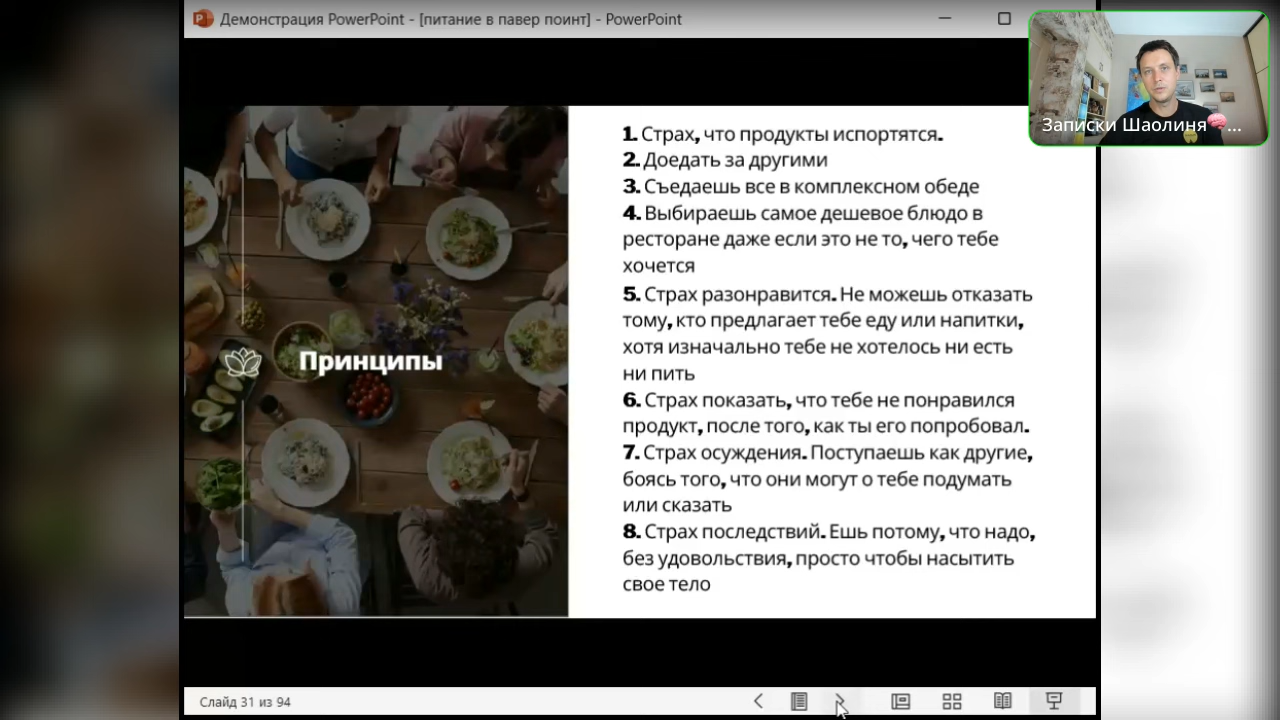 Демонстрация PowerPoint - [питание в павер поинт] - PowerPoint
Записки Шаолиня🧠...
1. Страх, что продукты испортятся.
2. Доедать за другими
3. Съедаешь все в комплексном обеде
4. Выбираешь самое дешевое блюдо в
ресторане даже если это не то, чего тебе
хочется
5. Страх разонравится. Не можешь отказать
тому, кто предлагает тебе еду или напитки,
хотя изначально тебе не хотелось ни есть
ни пить
6. Страх показать, что тебе не понравился
продукт, после того, как ты его попробовал.
7. Страх осуждения. Поступаешь как другие,
боясь того, что они могут о тебе подумать
или сказать
8. Страх последствий. Ешь потому, что надо,
без удовольствия, просто чтобы насытить
свое тело
Принципы
Слайд 31 из 94